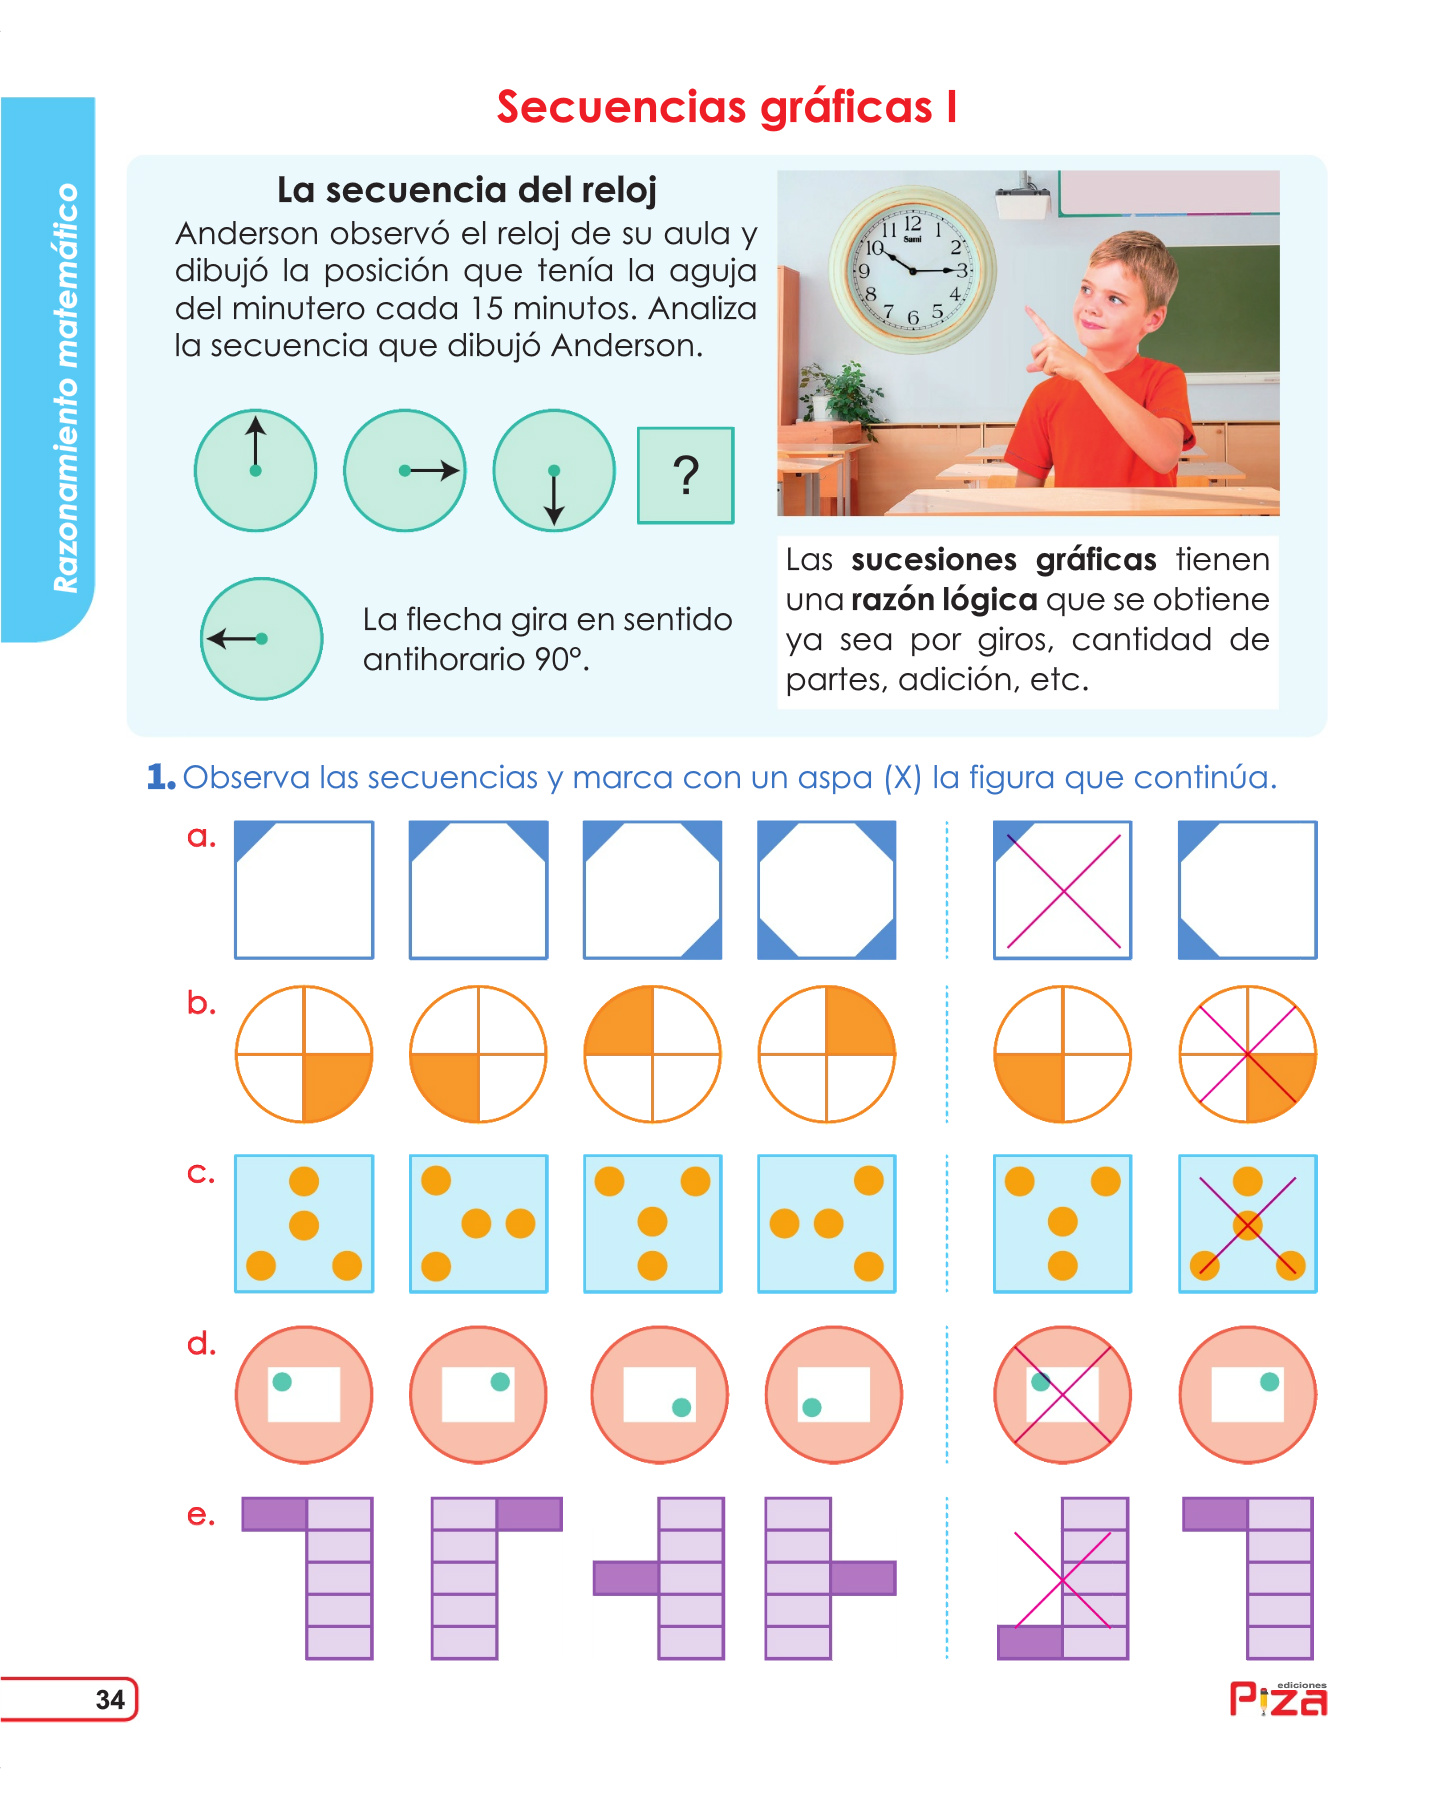 Secuencias gráficas I
Razonamiento matemático
La secuencia del reloj
Anderson observó el reloj de su aula y
dibujó la posición que tenía la aguja
del minutero cada 15 minutos. Analiza
la secuencia que dibujó Anderson.
12
1
2
3
4
5
6
7
8
9
10
11
Sami
?
La flecha gira en sentido
antihorario 90°.
Las sucesiones gráficas tienen
una razón lógica que se obtiene
ya sea por giros, cantidad de
partes, adición, etc.
1. Observa las secuencias y marca con un aspa (X) la figura que continúa.
a.
b.
c.
d.
e.
34
ediciones
Piza